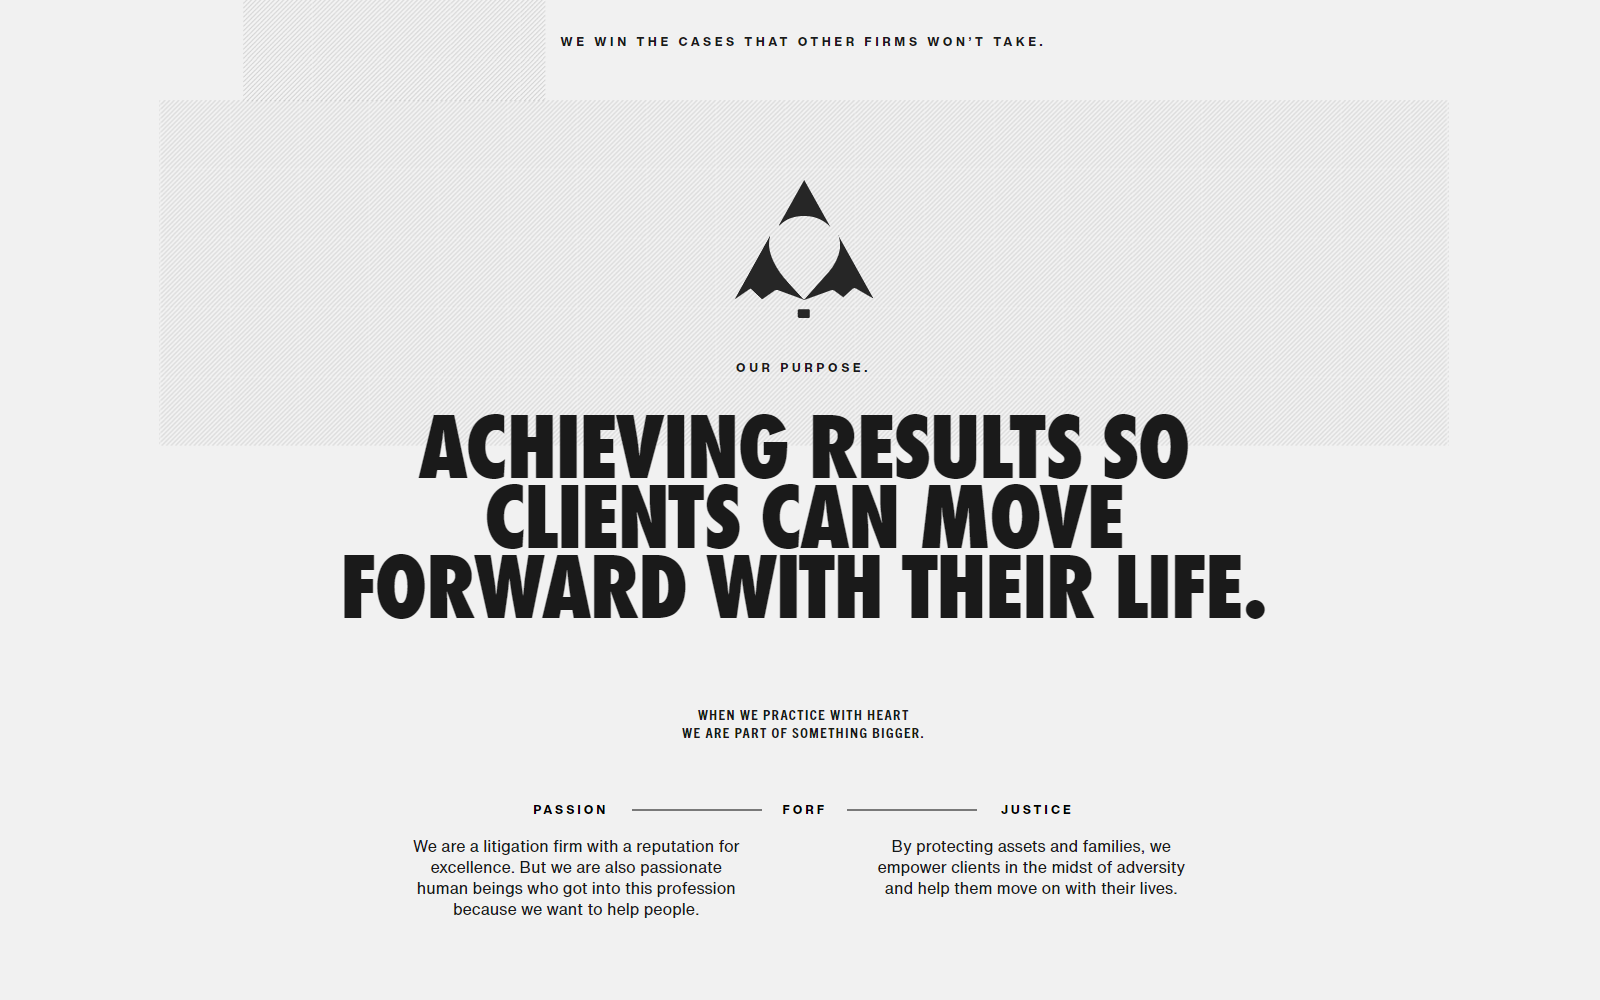 WE WIN THE CASES THAT OTHER FIRMS WON'T TAKE.
OUR PURPOSE.
ACHIEVING RESULTS SO
CLIENTS CAN MOVE
FORWARD WITH THEIR LIFE.
WHEN WE PRACTICE WITH HEART
WE ARE PART OF SOMETHING BIGGER.
PASSION FORF JUSTICE
We are a litigation firm with a reputation for
excellence. But we are also passionate
human beings who got into this profession
because we want to help people.
By protecting assets and families, we
empower clients in the midst of adversity
and help them move on with their lives.